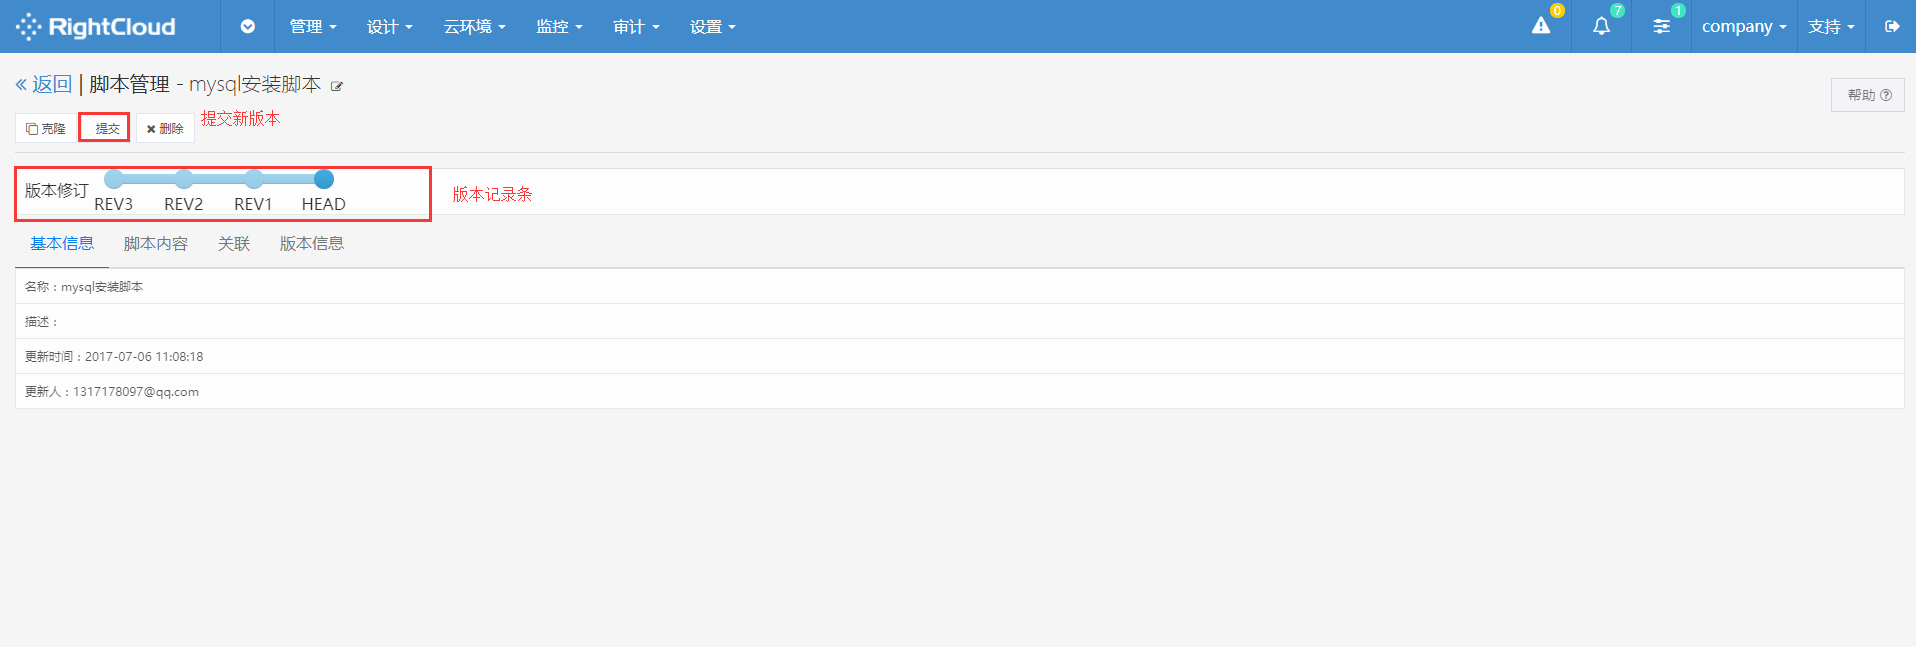 RightCloud 管理 设计 云环境 监控 审计 设置 0 7 1 company 支持
返回 | 脚本管理 - mysql安装脚本
帮助
克隆 提交 删除 提交新版本
版本修订 REV3 REV2 REV1 HEAD
版本记录条
基本信息 脚本内容 关联 版本信息
名称：mysql安装脚本
描述：
更新时间：2017-07-06 11:08:18
更新人：1317178097@qq.com